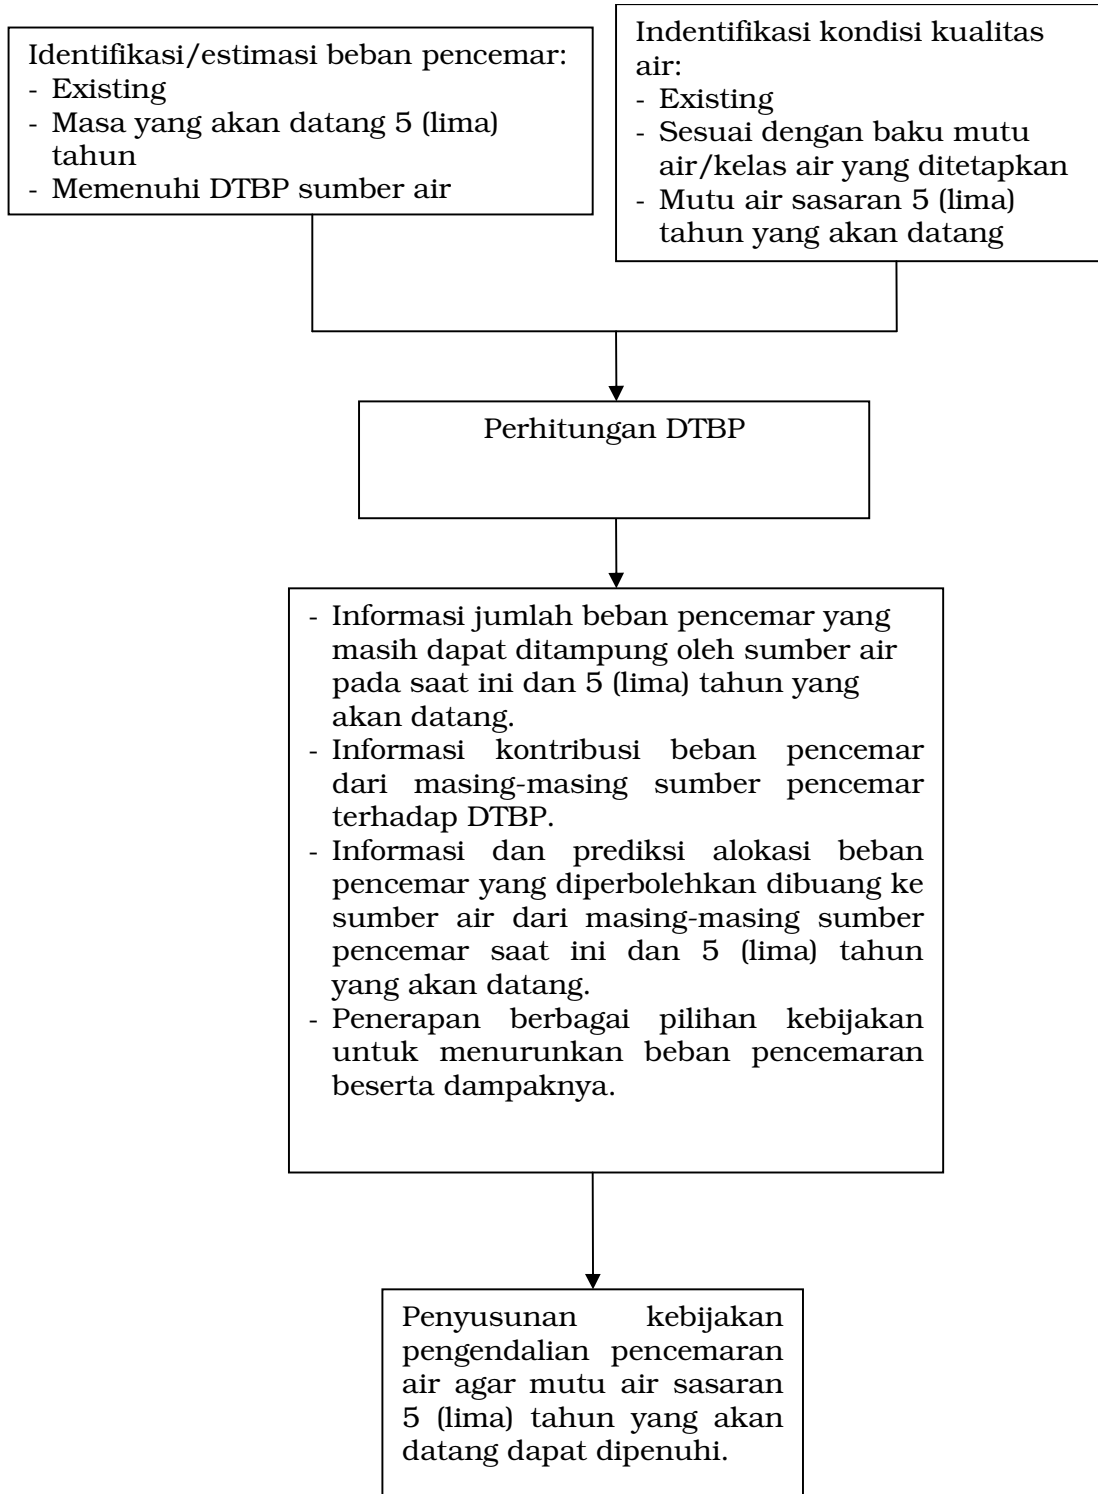 Identifikasi/estimasi beban pencemar:
- Existing
- Masa yang akan datang 5 (lima)
tahun
- Memenuhi DTBP sumber air
Indentifikasi kondisi kualitas
air:
- Existing
- Sesuai dengan baku mutu
air/kelas air yang ditetapkan
- Mutu air sasaran 5 (lima)
tahun yang akan datang
Perhitungan DTBP
- Informasi jumlah beban pencemar yang
masih dapat ditampung oleh sumber air
pada saat ini dan 5 (lima) tahun yang
akan datang.
- Informasi kontribusi beban pencemar
dari masing-masing sumber pencemar
terhadap DTBP.
- Informasi dan prediksi alokasi beban
pencemar yang diperbolehkan dibuang ke
sumber air dari masing-masing sumber
pencemar saat ini dan 5 (lima) tahun
yang akan datang.
- Penerapan berbagai pilihan kebijakan
untuk menurunkan beban pencemaran
beserta dampaknya.
Penyusunan kebijakan
pengendalian pencemaran
air agar mutu air sasaran
5 (lima) tahun yang akan
datang dapat dipenuhi.